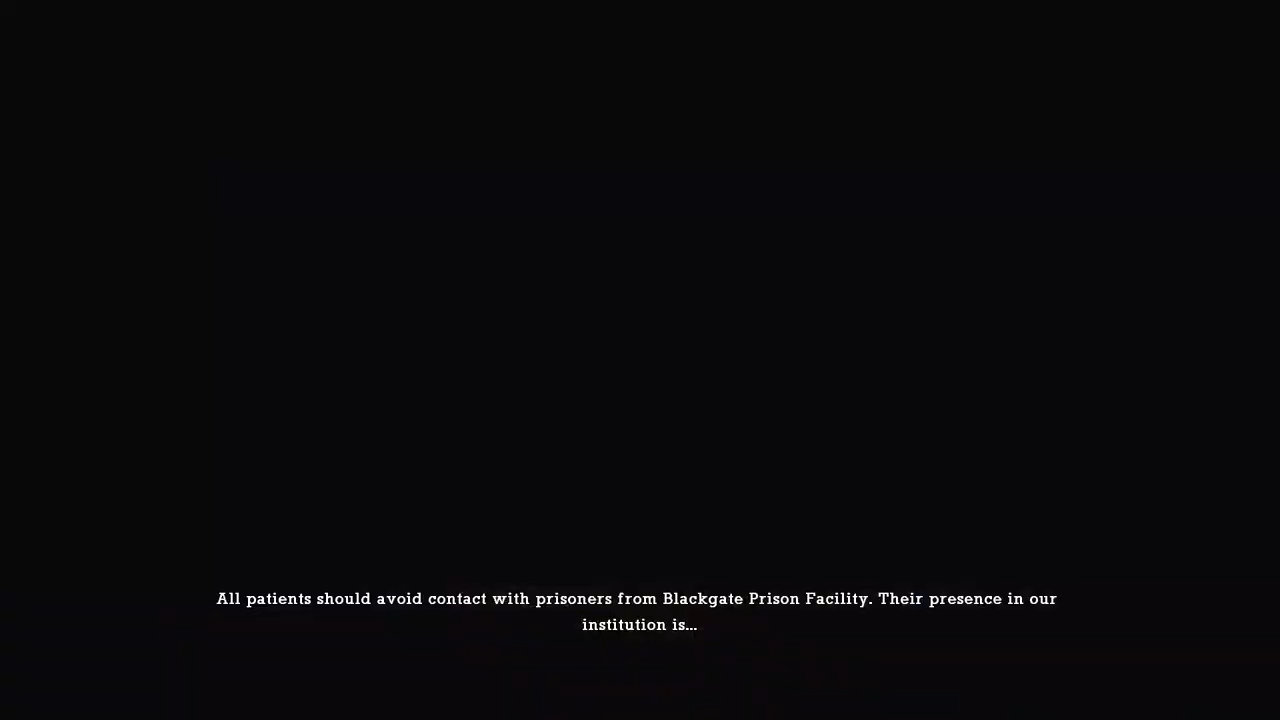 All patients should avoid contact with prisoners from Blackgate Prison Facility. Their presence in our
institution is...